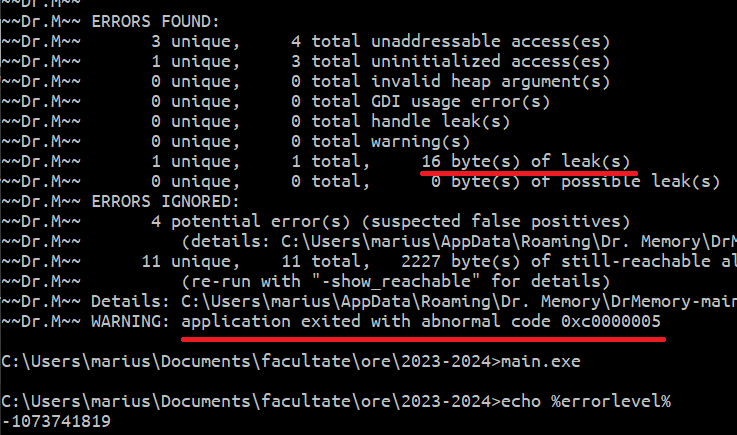 ~~Dr.M~~
~~Dr.M~~ ERRORS FOUND:
~~Dr.M~~ 3 unique, 4 total unaddressable access(es)
~~Dr.M~~ 1 unique, 3 total uninitialized access(es)
~~Dr.M~~ 0 unique, 0 total invalid heap argument(s)
~~Dr.M~~ 0 unique, 0 total GDI usage error(s)
~~Dr.M~~ 0 unique, 0 total handle leak(s)
~~Dr.M~~ 0 unique, 0 total warning(s)
~~Dr.M~~ 1 unique, 1 total, 16 byte(s) of leak(s)
~~Dr.M~~ 0 unique, 0 total, 0 byte(s) of possible leak(s)
~~Dr.M~~ ERRORS IGNORED:
~~Dr.M~~ 4 potential error(s) (suspected false positives)
~~Dr.M~~ (details: C:\Users\marius\AppData\Roaming\Dr. Memory\DrM
~~Dr.M~~ 11 unique, 11 total, 2227 byte(s) of still-reachable al
~~Dr.M~~ (re-run with "-show_reachable" for details)
~~Dr.M~~ Details: C:\Users\marius\AppData\Roaming\Dr. Memory\DrMemory-main
~~Dr.M~~ WARNING: application exited with abnormal code 0xc0000005
C:\Users\marius\Documents\facultate\ore\2023-2024>main.exe
C:\Users\marius\Documents\facultate\ore\2023-2024>echo %errorlevel%
-1073741819